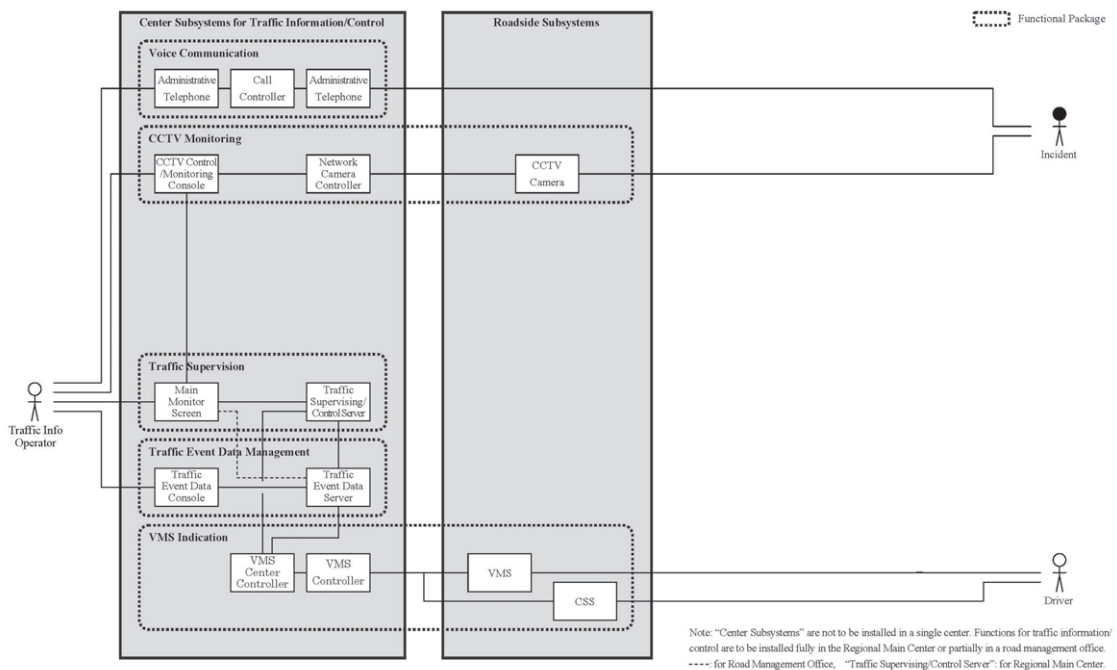 Center Subsystems for Traffic Information/Control
Roadside Subsystems
Functional Package
Voice Communication
Administrative
Telephone
Call
Controller
Administrative
Telephone
CCTV Monitoring
CCTV Control
/Monitoring
Console
Network
Camera
Controller
CCTV
Camera
Incident
Traffic Supervision
Main
Monitor
Screen
Traffic
Supervising/
Control Server
Traffic Info
Operator
Traffic Event Data Management
Traffic
Event Data
Console
Traffic
Event Data
Server
VMS Indication
VMS
Center
Controller
VMS
Controller
VMS
CSS
Driver
Note: “Center Subsystems” are not to be installed in a single center. Functions for traffic information/
control are to be installed fully in the Regional Main Center or partially in a road management office.
----: for Road Management Office, “Traffic Supervising/Control Server”: for Regional Main Center.